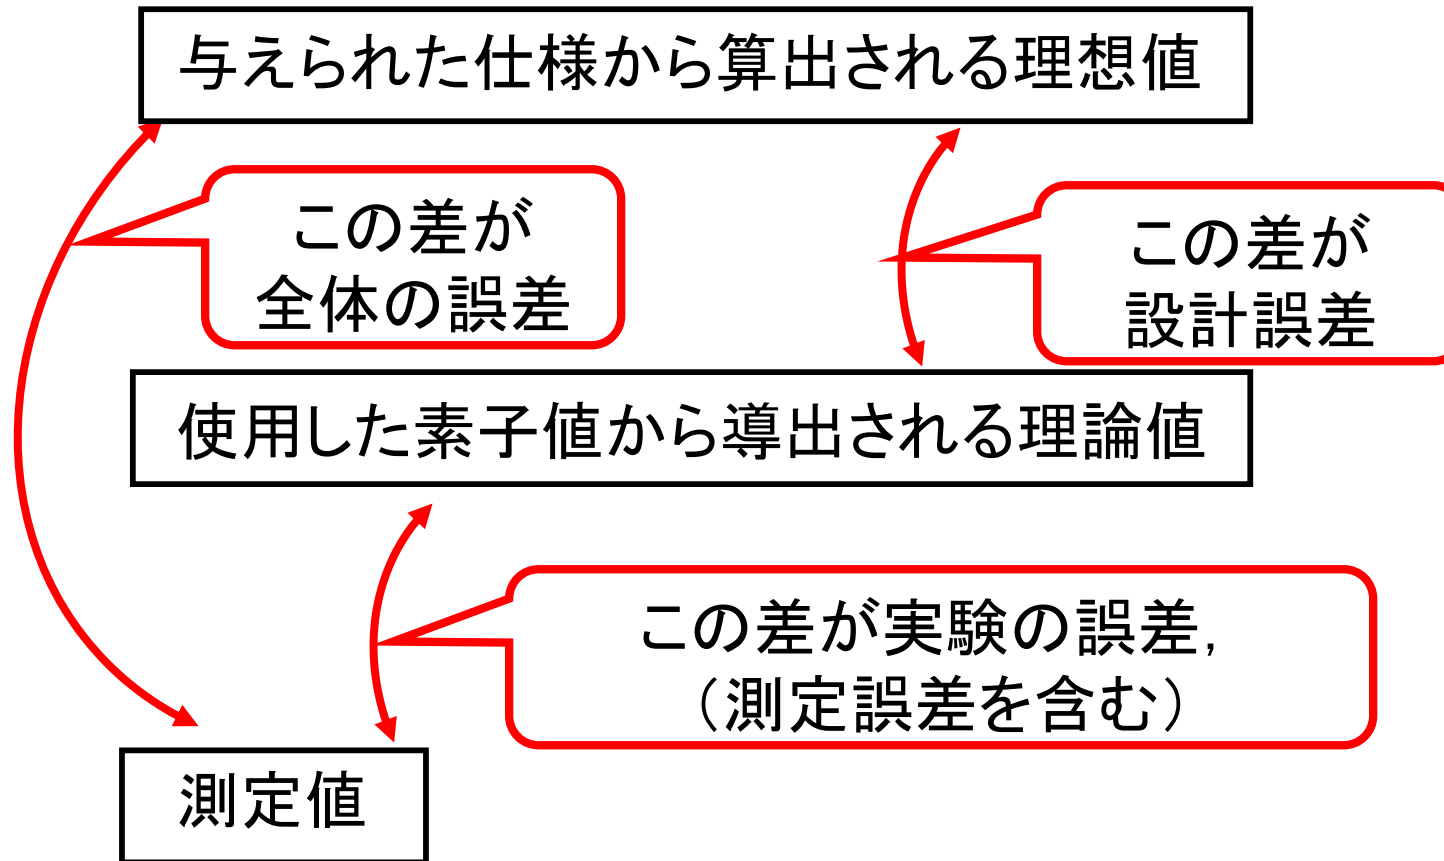 与えられた仕様から算出される理想値
この差が
全体の誤差
この差が
設計誤差
使用した素子値から導出される理論値
この差が実験の誤差,
（測定誤差を含む）
測定値